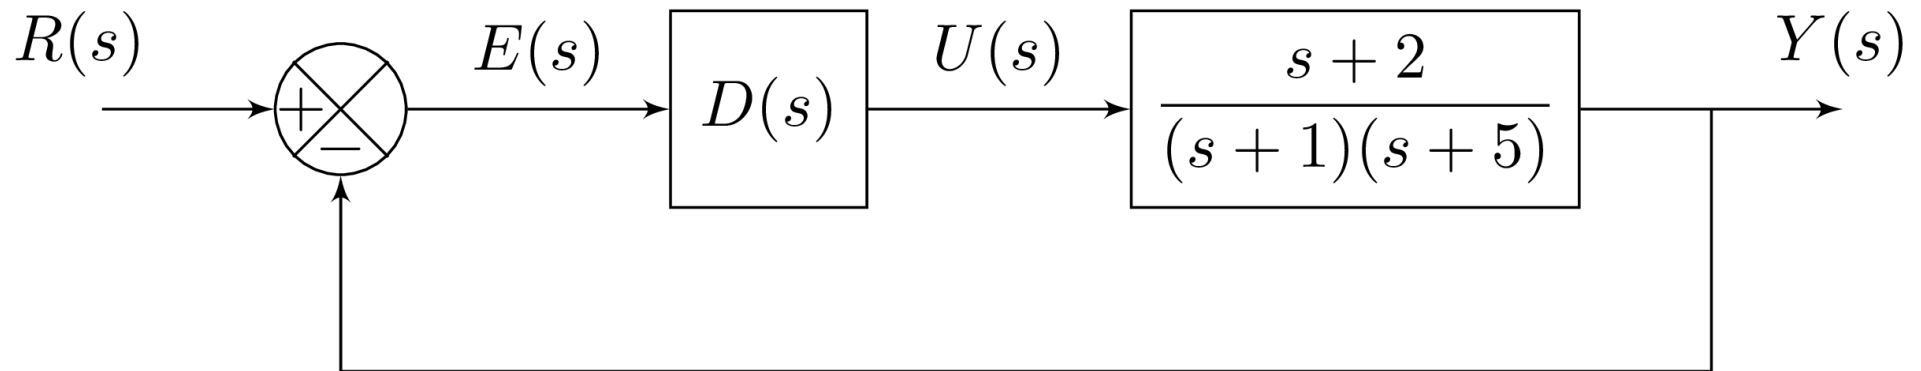 R(s)
E(s)
D(s)
U(s)
s + 2
(s + 1)(s + 5)
Y(s)
+
−